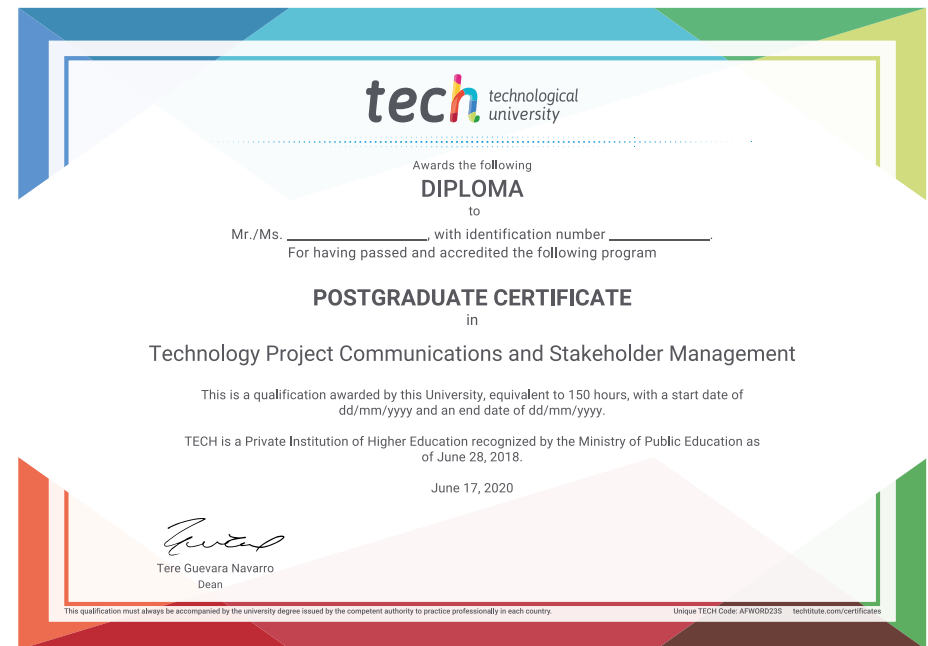 tech technological
university
Awards the following
DIPLOMA
to
Mr./Ms. ____________________, with identification number ______________.
For having passed and accredited the following program
POSTGRADUATE CERTIFICATE
in
Technology Project Communications and Stakeholder Management
This is a qualification awarded by this University, equivalent to 150 hours, with a start date of
dd/mm/yyyy and an end date of dd/mm/yyyy.
TECH is a Private Institution of Higher Education recognized by the Ministry of Public Education as
of June 28, 2018.
June 17, 2020
Tere Guevara Navarro
Dean
This qualification must always be accompanied by the university degree issued by the competent authority to practice professionally in each country.
Unique TECH Code: AFWORD23S techtitute.com/certificates